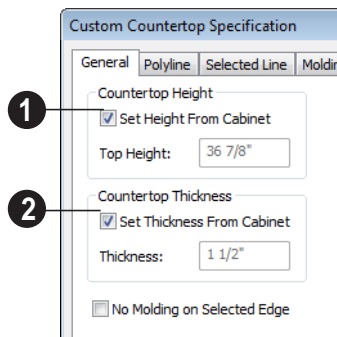 Custom Countertop Specification
General Polyline Selected Line
Countertop Height
1
Set Height From Cabinet
Top Height: 36 7/8"
Countertop Thickness
2
Set Thickness From Cabinet
Thickness: 1 1/2"
No Molding on Selected Edge